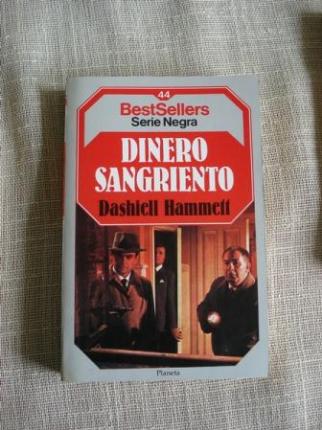 44
BestSellers
Serie Negra
DINERO
SANGRIENTO
Dashiell Hammett
Planeta